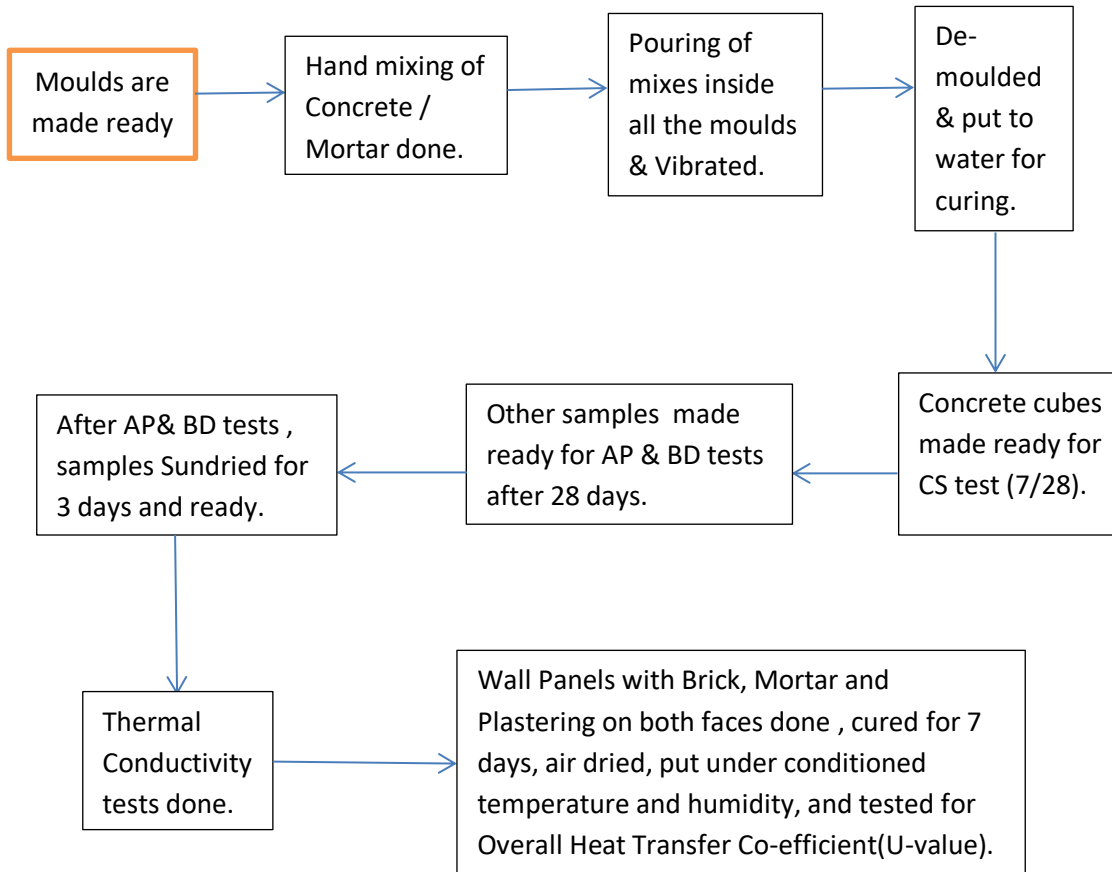 Moulds are
made ready
Hand mixing of
Concrete /
Mortar done.
Pouring of
mixes inside
all the moulds
& Vibrated.
De-
moulded
& put to
water for
curing.
Concrete cubes
made ready for
CS test (7/28).
Other samples  made
ready for AP & BD tests
after 28 days.
After AP& BD tests ,
samples Sundried for
3 days and ready.
Thermal
Conductivity
tests done.
Wall Panels with Brick, Mortar and
Plastering on both faces done , cured for 7
days, air dried, put under conditioned
temperature and humidity, and tested for
Overall Heat Transfer Co-efficient(U-value).